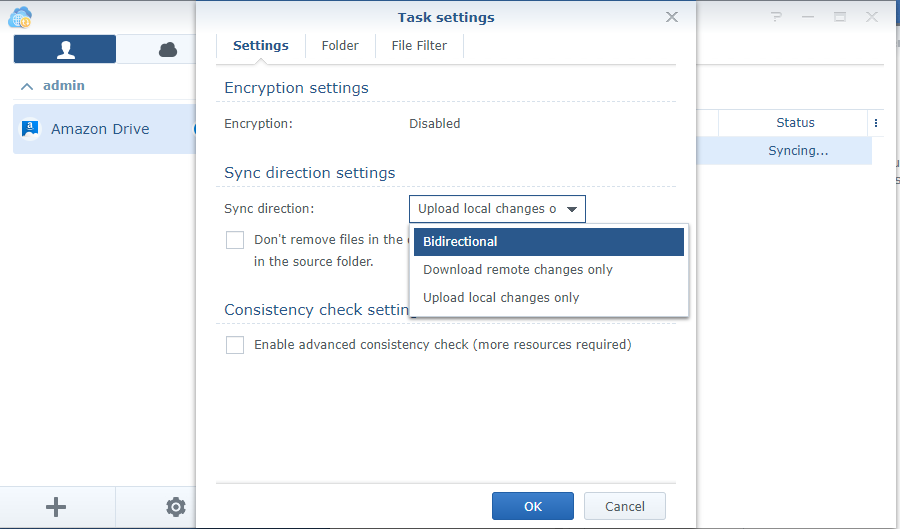 Task settings
Settings
Folder
File Filter
admin
Encryption settings
Amazon Drive
Encryption: Disabled
Status
Syncing...
Sync direction settings
Sync direction: Upload local changes o
Bidirectional
Download remote changes only
Upload local changes only
Don't remove files in the
in the source folder.
Consistency check
Enable advanced consistency check (more resources required)
OK
Cancel